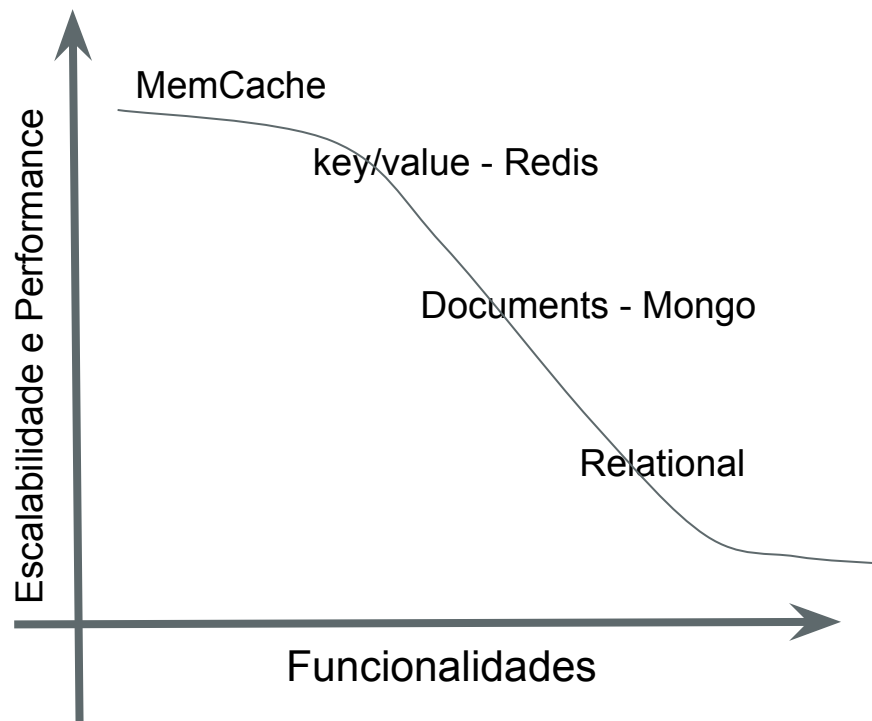 MemCache
key/value - Redis
Documents - Mongo
Relational
Escalabilidade e Performance
Funcionalidades